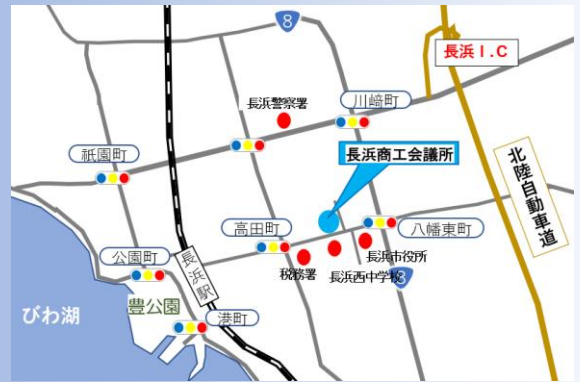 8
長浜I.C
長浜警察署
川﨑町
祇園町
長浜商工会議所
北陸自動車道
高田町
八幡東町
公園町
長浜駅
税務署
長浜西中学校
長浜市役所
8
びわ湖
豊公園
港町